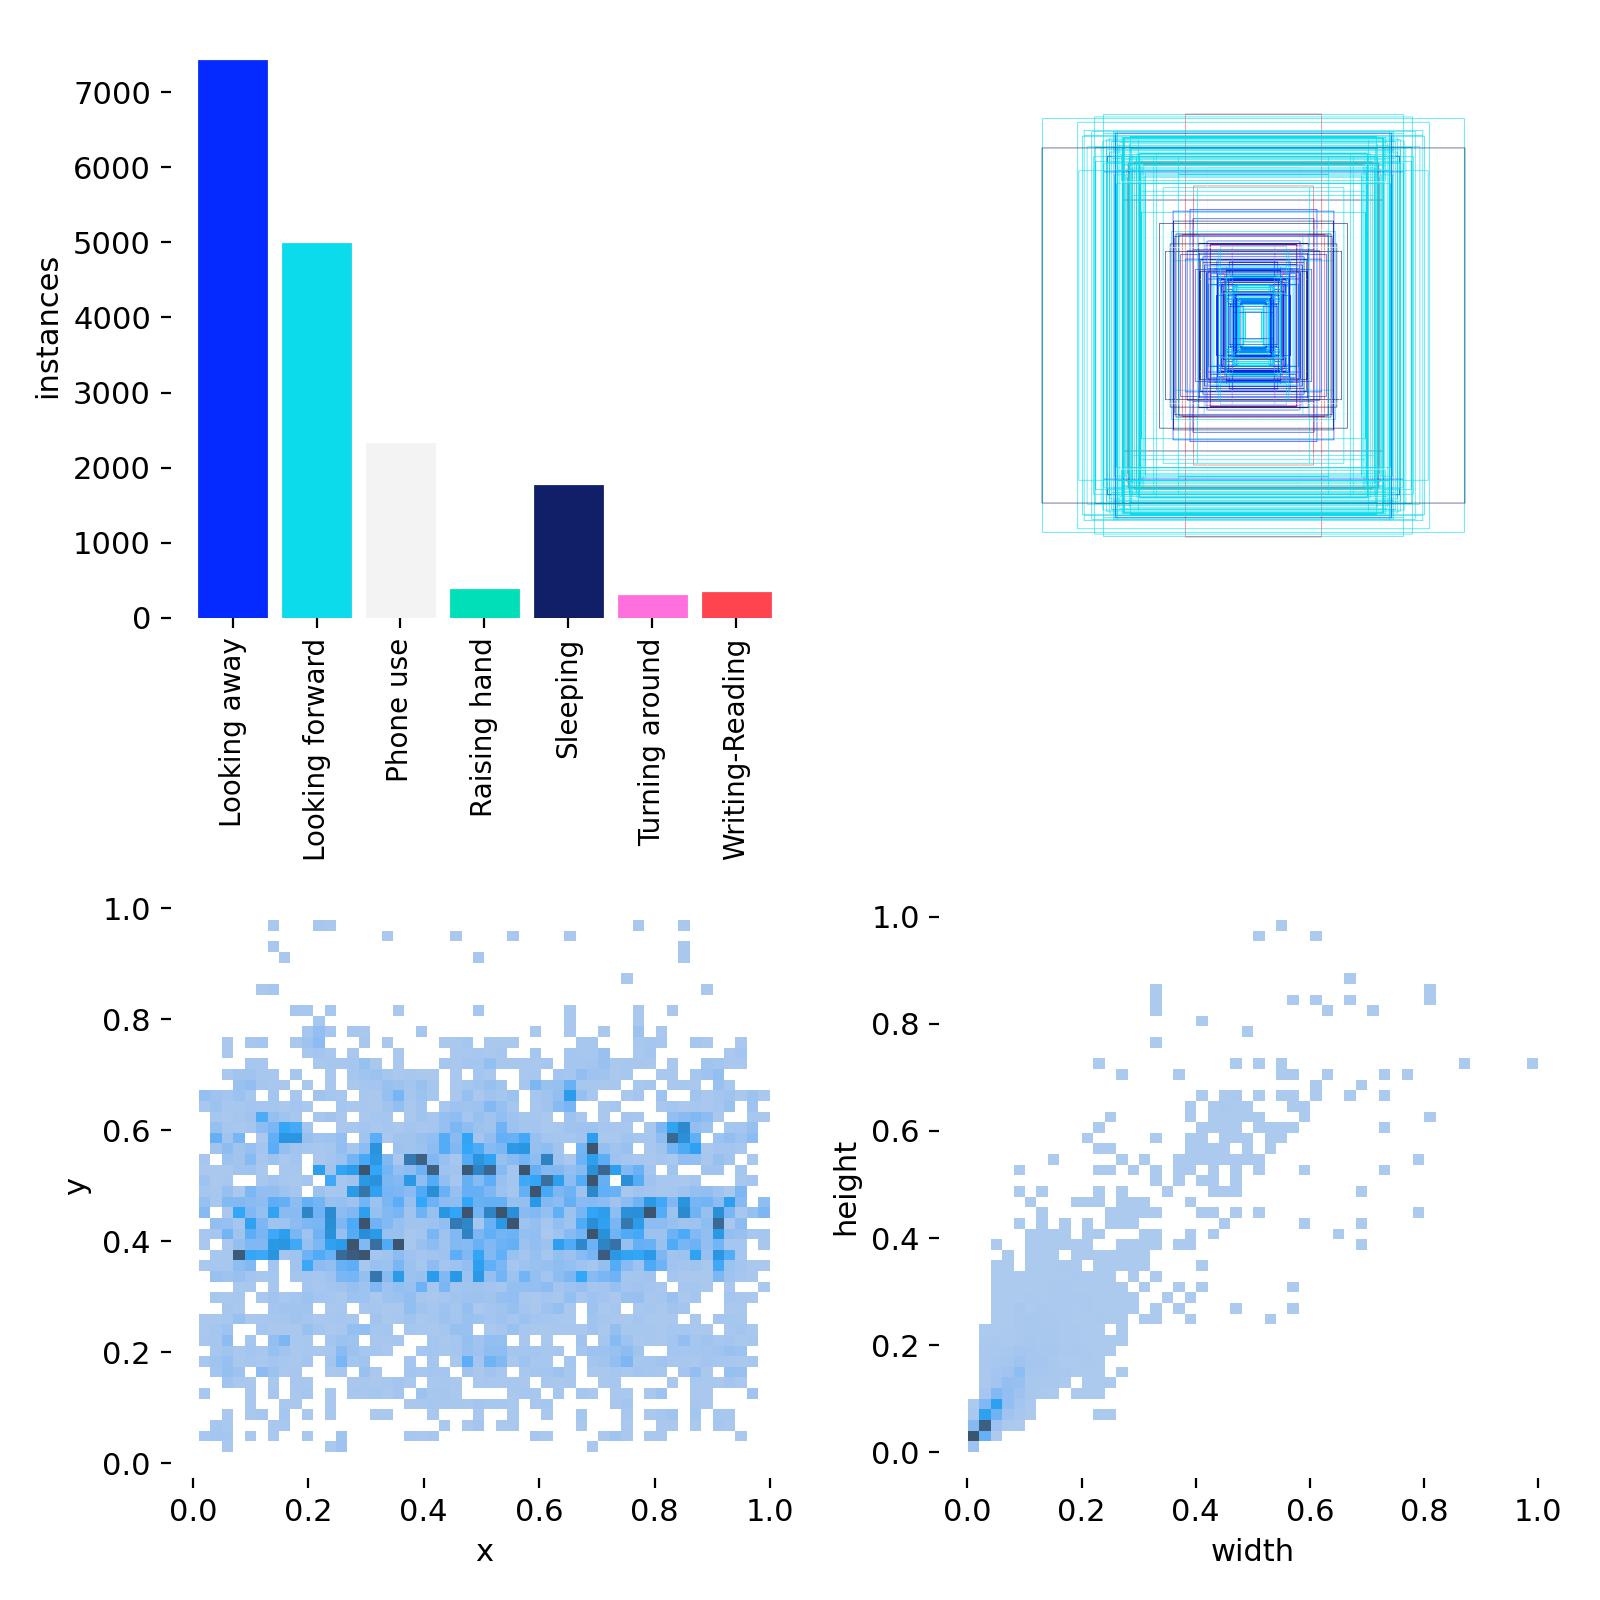 instances
7000
6000
5000
4000
3000
2000
1000
0
Looking away
Looking forward
Phone use
Raising hand
Sleeping
Turning around
Writing-Reading
y
1.0
0.8
0.6
0.4
0.2
0.0
0.0 0.2 0.4 0.6 0.8 1.0
x
height
1.0
0.8
0.6
0.4
0.2
0.0
0.0 0.2 0.4 0.6 0.8 1.0
width